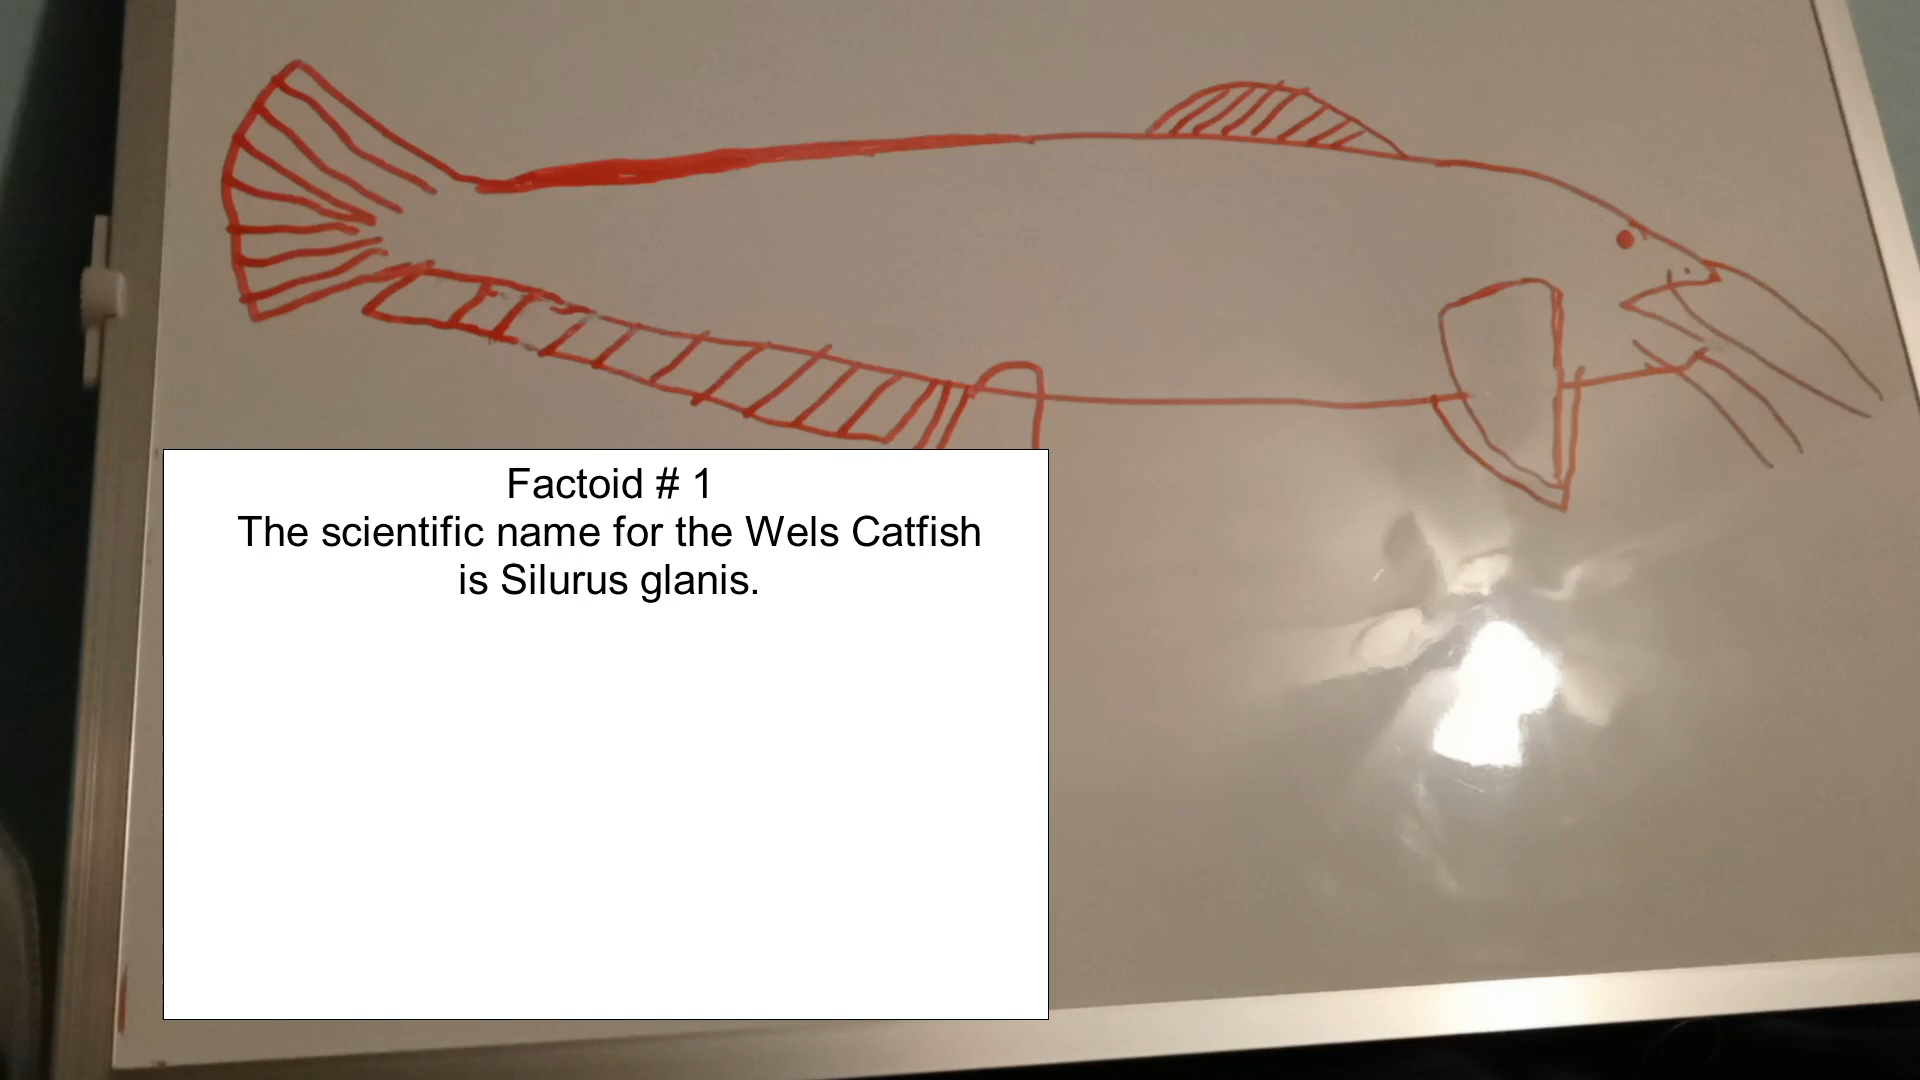 Factoid # 1
The scientific name for the Wels Catfish
is Silurus glanis.